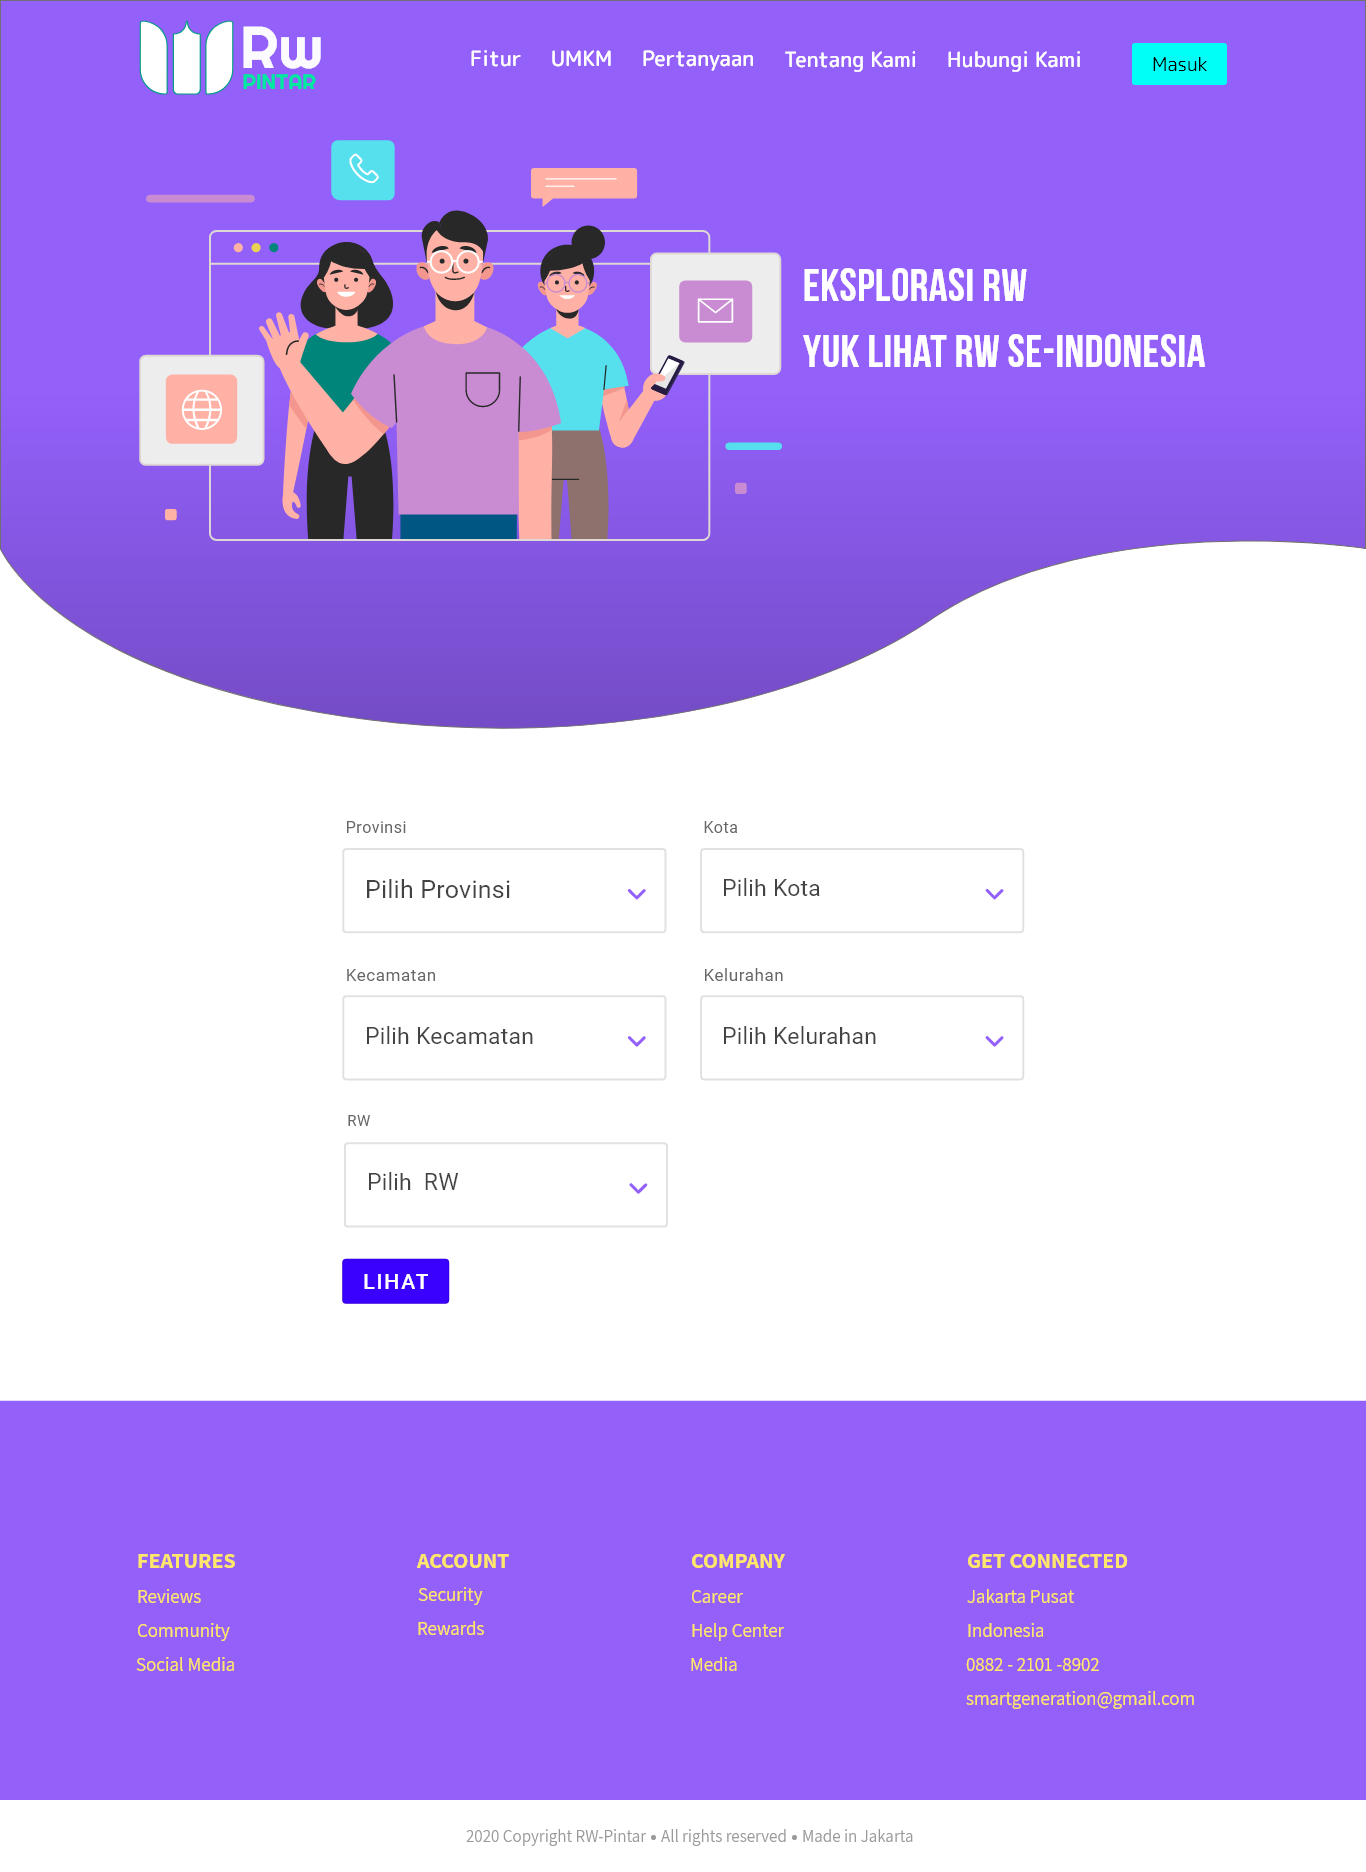 Rw
PINTAR
Fitur UMKM Pertanyaan Tentang Kami Hubungi Kami Masuk
EKSPLORASI RW
YUK LIHAT RW SE-INDONESIA
Provinsi
Pilih Provinsi
Kota
Pilih Kota
Kecamatan
Pilih Kecamatan
Kelurahan
Pilih Kelurahan
RW
Pilih  RW
LIHAT
FEATURES
Reviews
Community
Social Media
ACCOUNT
Security
Rewards
COMPANY
Career
Help Center
Media
GET CONNECTED
Jakarta Pusat
Indonesia
0882 - 2101 -8902
smartgeneration@gmail.com
2020 Copyright RW-Pintar • All rights reserved • Made in Jakarta